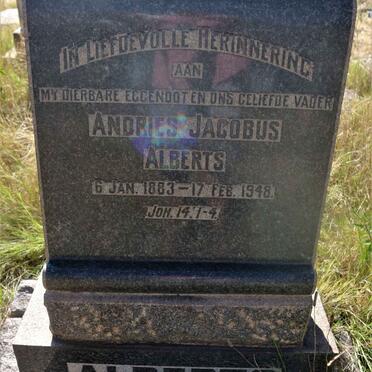 IN LIEFDEVOLLE HERINNERING
AAN
MY DIERBARE EGGENOOT EN ONS GELIEFDE VADER
ANDRIES JACOBUS
ALBERTS
6 JAN. 1883 — 17 FEB. 1948.
JOH. 14. 1-4.
ALBERTS